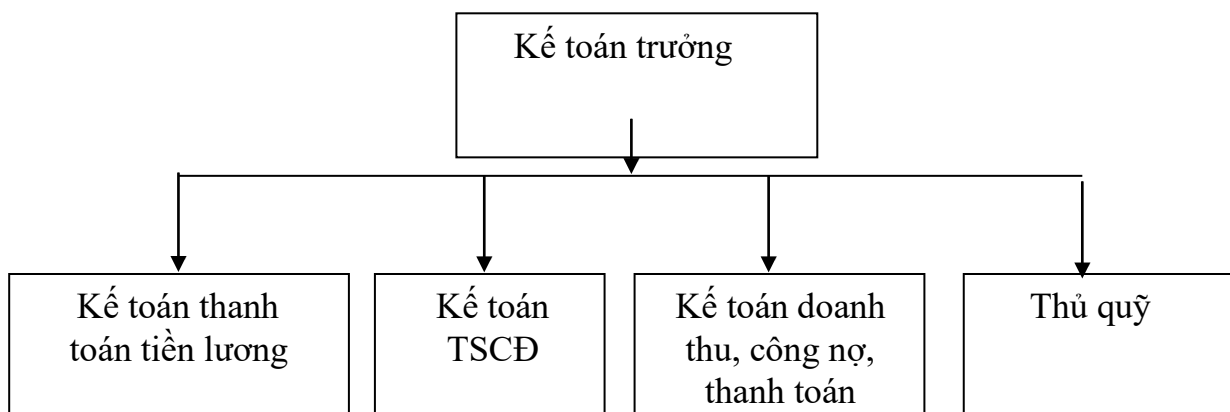 Kế toán trưởng
Kế toán thanh
toán tiền lương
Kế toán
TSCĐ
Kế toán doanh
thu, công nợ,
thanh toán
Thủ quỹ